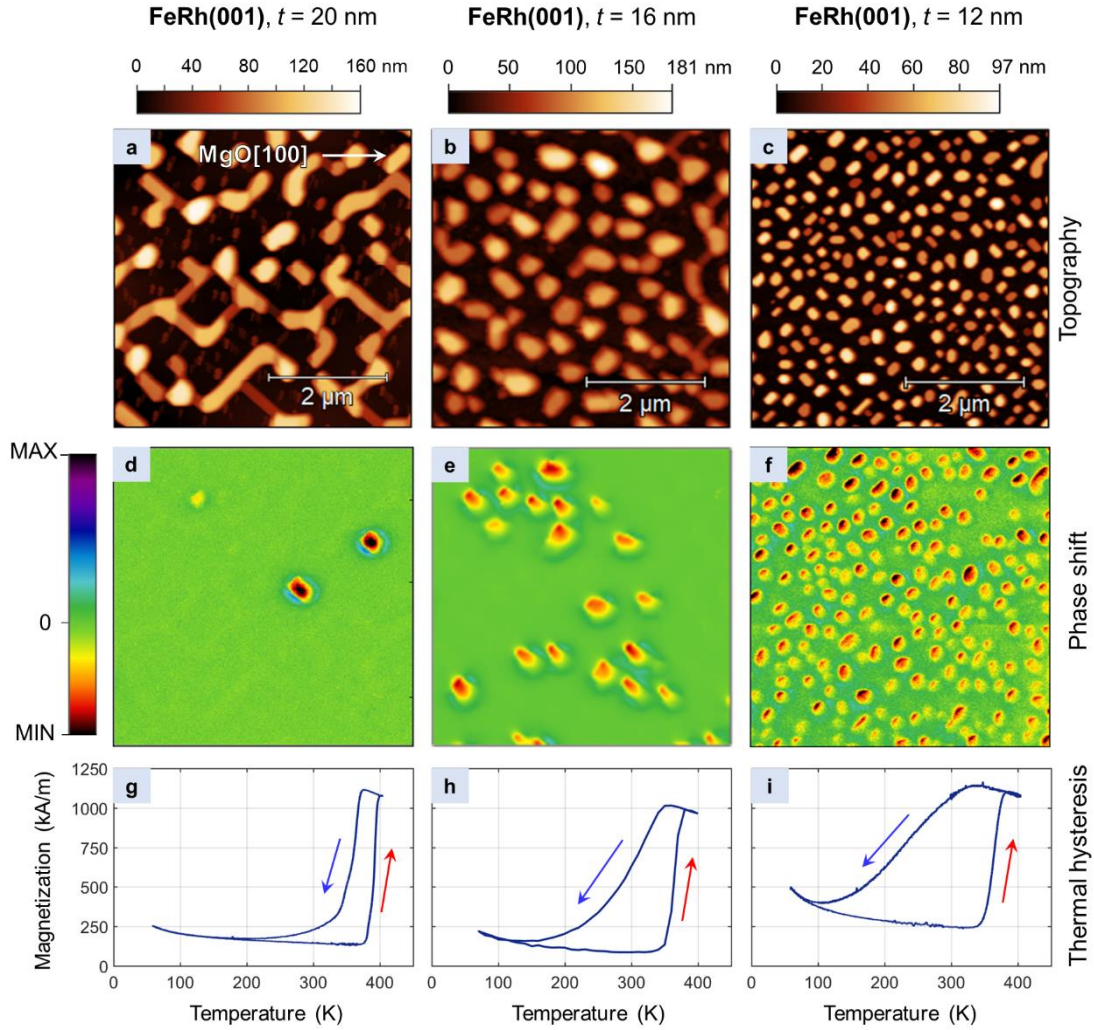 FeRh(001), t = 20 nm
FeRh(001), t = 16 nm
FeRh(001), t = 12 nm
0 40 80 120 160 nm
0 50 100 150 181 nm
0 20 40 60 80 97 nm
a
MgO[100]
2 µm
b
2 µm
c
2 µm
Topography
MAX
0
MIN
d
e
f
Phase shift
Magnetization (kA/m)
1250
1000
750
500
250
0
g
h
i
100 200 300 400
100 200 300 400
100 200 300 400
Temperature (K)
Temperature (K)
Temperature (K)
Thermal hysteresis